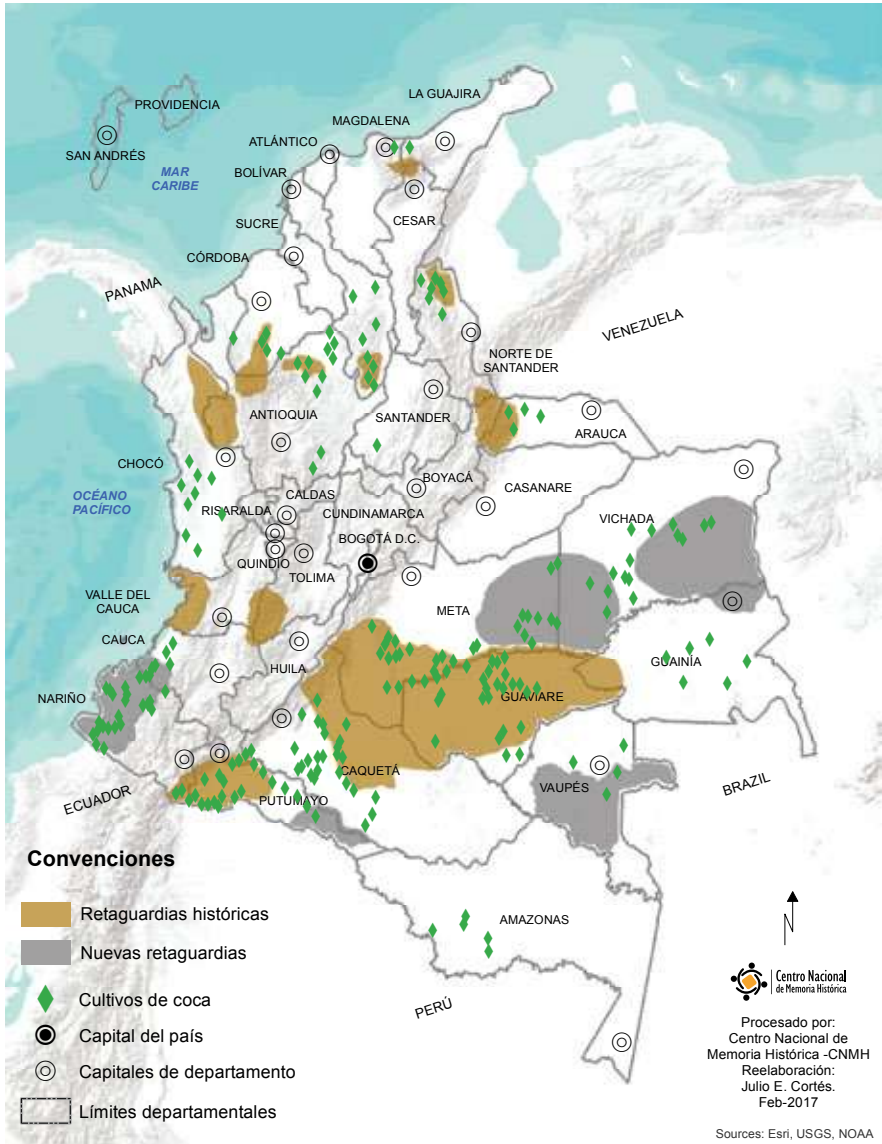 PROVIDENCIA
SAN ANDRÉS
MAR
CARIBE
LA GUAJIRA
MAGDALENA
ATLÁNTICO
BOLÍVAR
CESAR
SUCRE
CÓRDOBA
PANAMA
VENEZUELA
NORTE DE
SANTANDER
ANTIOQUIA
SANTANDER
ARAUCA
CHOCÓ
BOYACÁ
CASANARE
OCÉANO
PACÍFICO
CALDAS
RISARALDA
CUNDINAMARCA
VICHADA
BOGOTÁ D.C.
QUINDÍO
TOLIMA
VALLE DEL
CAUCA
META
CAUCA
HUILA
GUAINÍA
NARIÑO
GUAVIARE
CAQUETÁ
ECUADOR
PUTUMAYO
VAUPÉS
BRAZIL
AMAZONAS
PERÚ
Convenciones
Retaguardias históricas
Nuevas retaguardias
Cultivos de coca
Capital del país
Capitales de departamento
Límites departamentales
N
Centro Nacional
de Memoria Histórica
Procesado por:
Centro Nacional de
Memoria Histórica -CNMH
Reelaboración:
Julio E. Cortés.
Feb-2017
Sources: Esri, USGS, NOAA